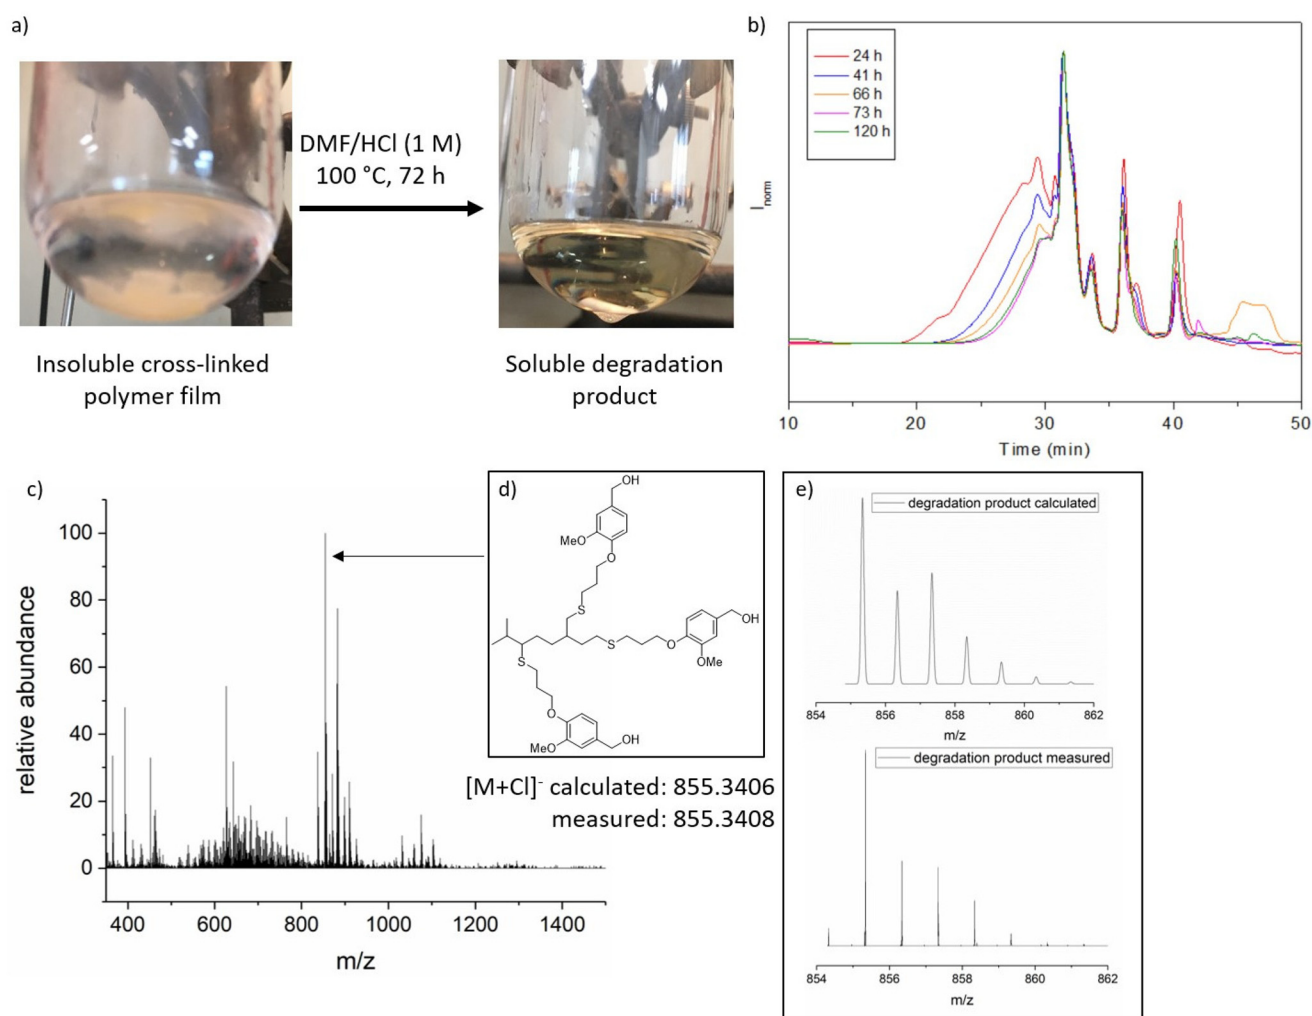 a)
DMF/HCl (1 M)
100 °C, 72 h
Insoluble cross-linked
polymer film
Soluble degradation
product
b)
24 h
41 h
66 h
73 h
120 h
I_norm
10 20 30 40 50
Time (min)
c)
relative abundance
100
80
60
40
20
0
400 600 800 1000 1200 1400
m/z
d)
OH
MeO
O
S
S
O
OH
OMe
S
O
MeO
OH
[M+Cl]⁻ calculated: 855.3406
measured: 855.3408
e)
degradation product calculated
854 856 858 860 862
m/z
degradation product measured
854 856 858 860 862
m/z